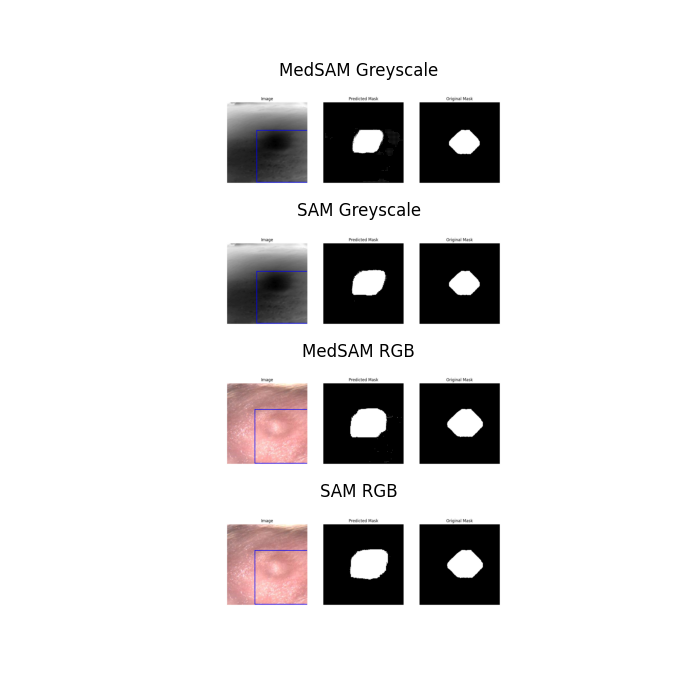 MedSAM Greyscale
Image Predicted Mask Original Mask
SAM Greyscale
Image Predicted Mask Original Mask
MedSAM RGB
Image Predicted Mask Original Mask
SAM RGB
Image Predicted Mask Original Mask